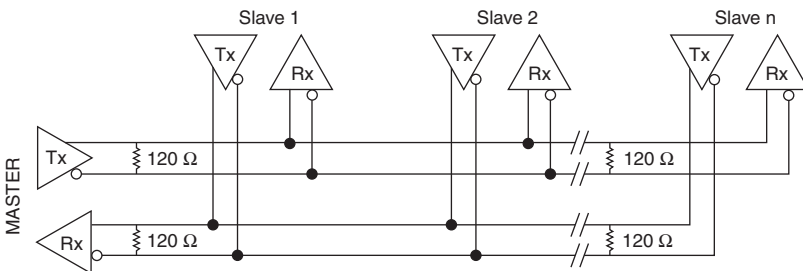 Slave 1 Slave 2 Slave n
Tx Rx Tx Rx Tx Rx
MASTER
Tx 120 Ω 120 Ω
Rx 120 Ω 120 Ω